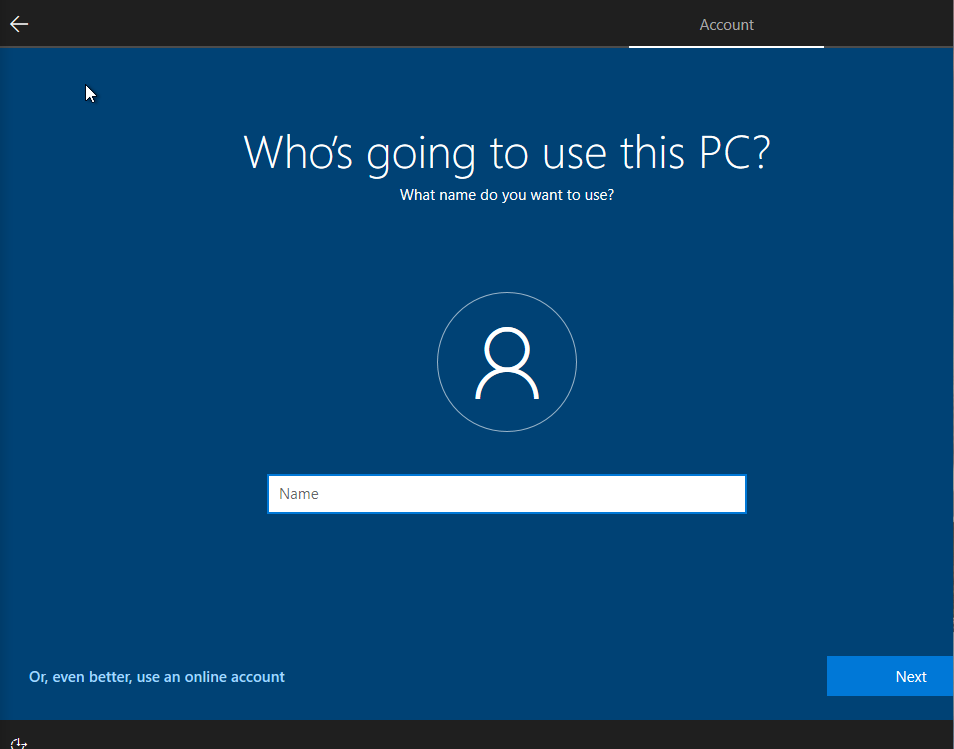 Account
Who's going to use this PC?
What name do you want to use?
Name
Or, even better, use an online account
Next